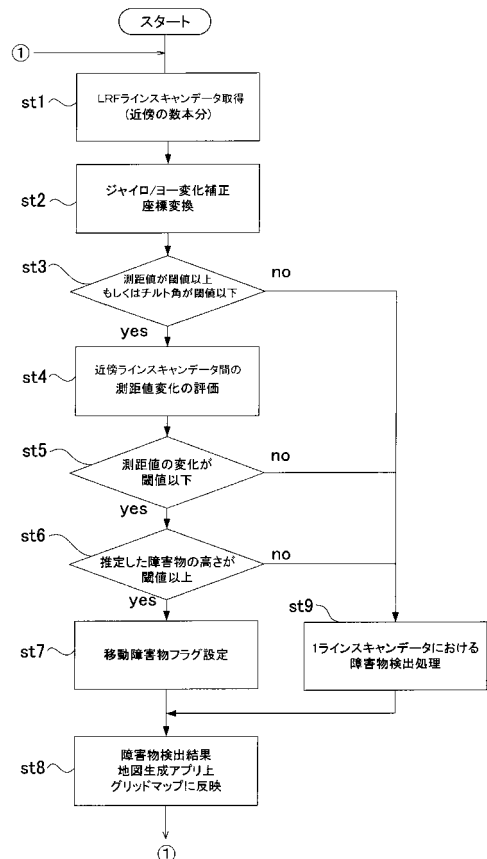 スタート
①
st1
LRFラインスキャンデータ取得
(近傍の数本分)
st2
ジャイロ/ヨー変化補正
座標変換
st3
測距値が閾値以上
もしくはチルト角が閾値以下
no
yes
st4
近傍ラインスキャンデータ間の
測距値変化の評価
st5
測距値の変化が
閾値以下
no
yes
st6
推定した障害物の高さが
閾値以上
no
yes
st9
st7
移動障害物フラグ設定
1ラインスキャンデータにおける
障害物検出処理
st8
障害物検出結果
地図生成アプリ上
グリッドマップに反映
①